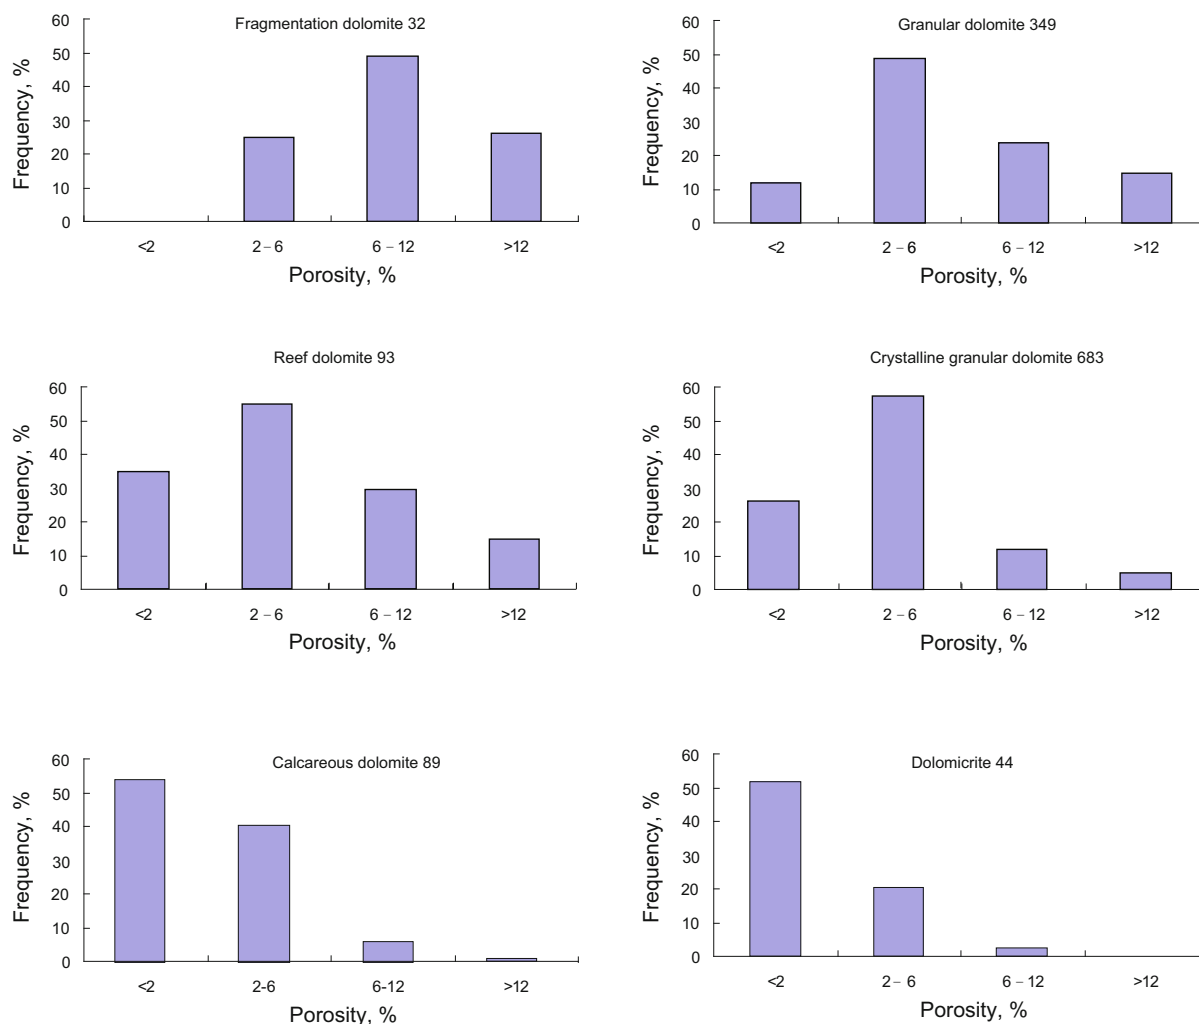 Fragmentation dolomite 32
Frequency, %
60
50
40
30
20
10
0
<2
2 – 6
6 – 12
>12
Porosity, %
Granular dolomite 349
Frequency, %
60
50
40
30
20
10
0
<2
2 – 6
6 – 12
>12
Porosity, %
Reef dolomite 93
Frequency, %
60
50
40
30
20
10
0
<2
2 – 6
6 – 12
>12
Porosity, %
Crystalline granular dolomite 683
Frequency, %
60
50
40
30
20
10
0
<2
2 – 6
6 – 12
>12
Porosity, %
Calcareous dolomite 89
Frequency, %
60
50
40
30
20
10
0
<2
2-6
6-12
>12
Porosity, %
Dolomicrite 44
Frequency, %
60
50
40
30
20
10
0
<2
2 – 6
6 – 12
>12
Porosity, %